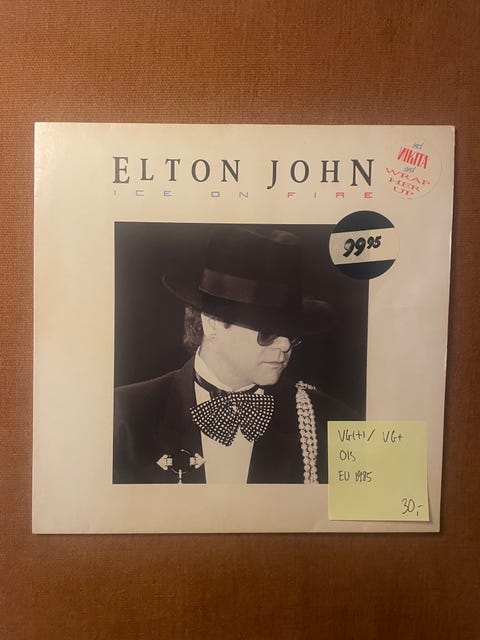 ELTON JOHN
ICE ON FIRE
incl
NIKITA
and
WRAP
HER
UP
99 95
VG(+) / VG+
OIS
EU 1985
30,-